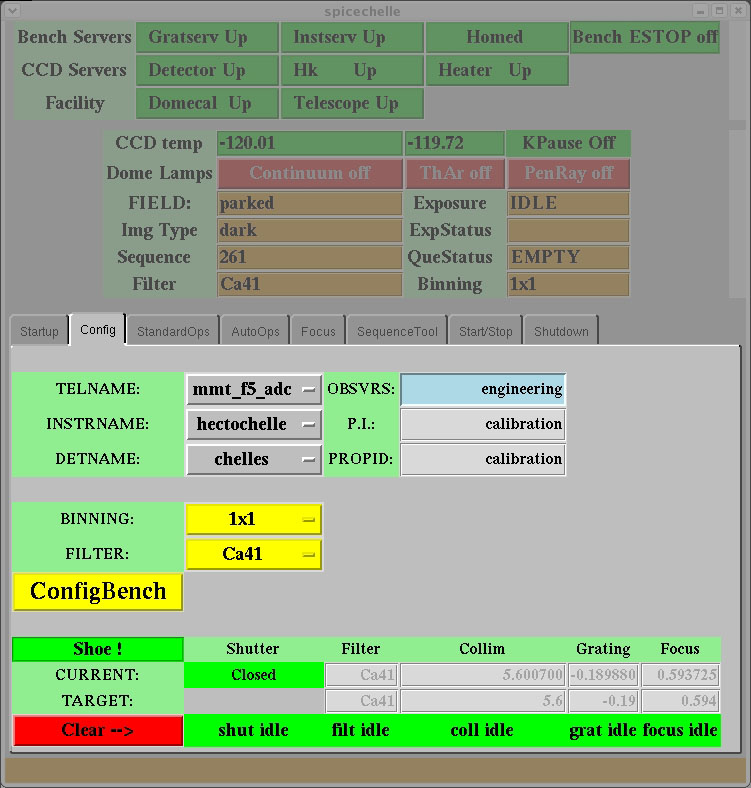 spicechelle
Bench Servers Gratserv Up Instserv Up Homed Bench ESTOP off
CCD Servers Detector Up Hk Up Heater Up
Facility Domecal Up Telescope Up
CCD temp -120.01 -119.72 KPause Off
Dome Lamps Continuum off ThAr off PenRay off
FIELD: parked Exposure IDLE
Img Type dark ExpStatus
Sequence 261 QueStatus EMPTY
Filter Ca41 Binning 1x1
Startup Config StandardOps AutoOps Focus SequenceTool Start/Stop Shutdown
TELNAME: mmt_f5_adc OBSVRS: engineering
INSTRNAME: hectochelle P.I.: calibration
DETNAME: chelles PROPID: calibration
BINNING: 1x1
FILTER: Ca41
ConfigBench
Shoe ! Shutter Filter Collim Grating Focus
CURRENT: Closed Ca41 5.600700 -0.189880 0.593725
TARGET: Ca41 5.6 -0.19 0.594
Clear --> shut idle filt idle coll idle grat idle focus idle